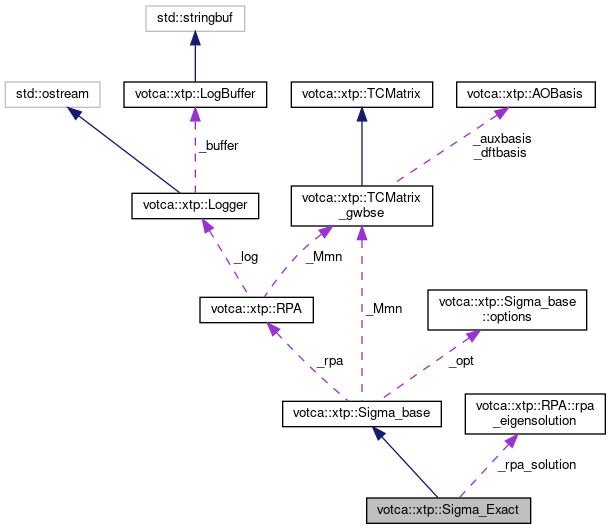 std::stringbuf
std::ostream
votca::xtp::LogBuffer
votca::xtp::TCMatrix
votca::xtp::AOBasis
_buffer
_auxbasis
_dftbasis
votca::xtp::Logger
votca::xtp::TCMatrix
_gwbse
_log
_Mmn
votca::xtp::RPA
_Mmn
votca::xtp::Sigma_base
::options
_rpa
_opt
votca::xtp::Sigma_base
votca::xtp::RPA::rpa
_eigensolution
_rpa_solution
votca::xtp::Sigma_Exact